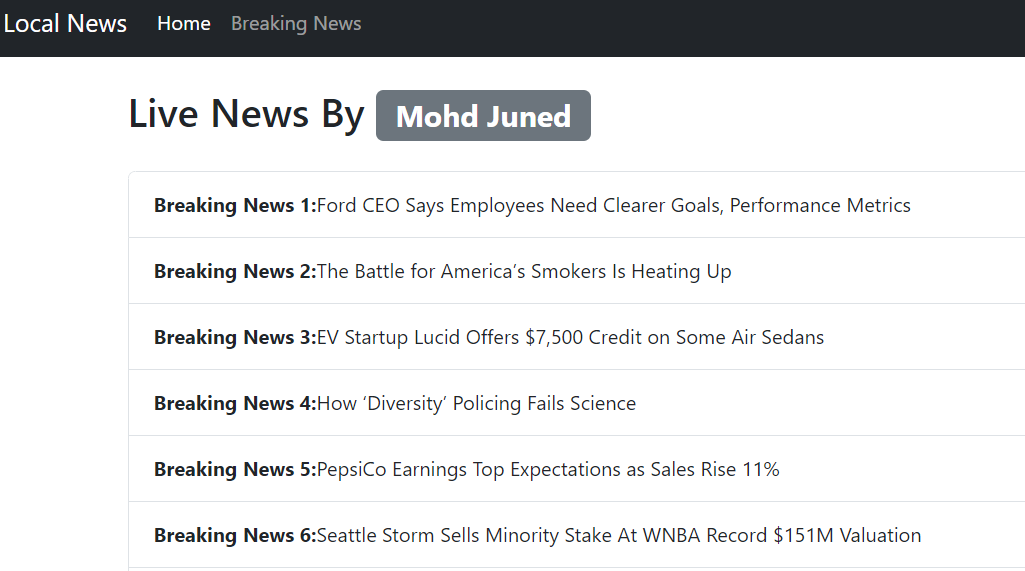 Local News Home Breaking News
Live News By Mohd Juned
Breaking News 1:Ford CEO Says Employees Need Clearer Goals, Performance Metrics
Breaking News 2:The Battle for America’s Smokers Is Heating Up
Breaking News 3:EV Startup Lucid Offers $7,500 Credit on Some Air Sedans
Breaking News 4:How ‘Diversity’ Policing Fails Science
Breaking News 5:PepsiCo Earnings Top Expectations as Sales Rise 11%
Breaking News 6:Seattle Storm Sells Minority Stake At WNBA Record $151M Valuation